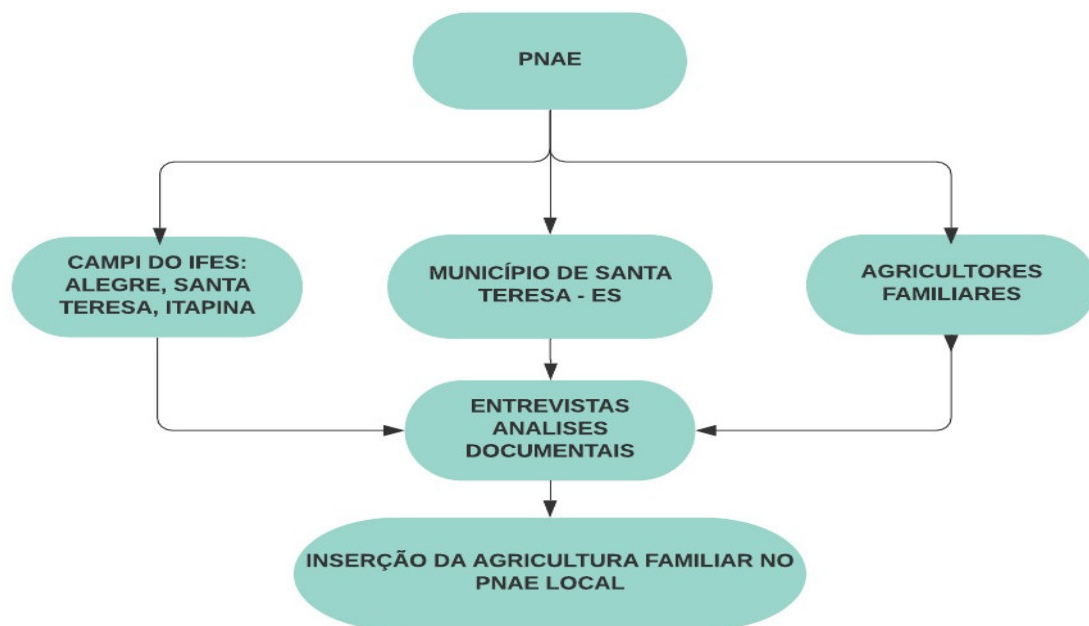 PNAE
CAMPI DO IFES:
ALEGRE, SANTA
TERESA, ITAPINA
MUNICÍPIO DE SANTA
TERESA - ES
AGRICULTORES
FAMILIARES
ENTREVISTAS
ANALISES
DOCUMENTAIS
INSERÇÃO DA AGRICULTURA FAMILIAR NO
PNAE LOCAL